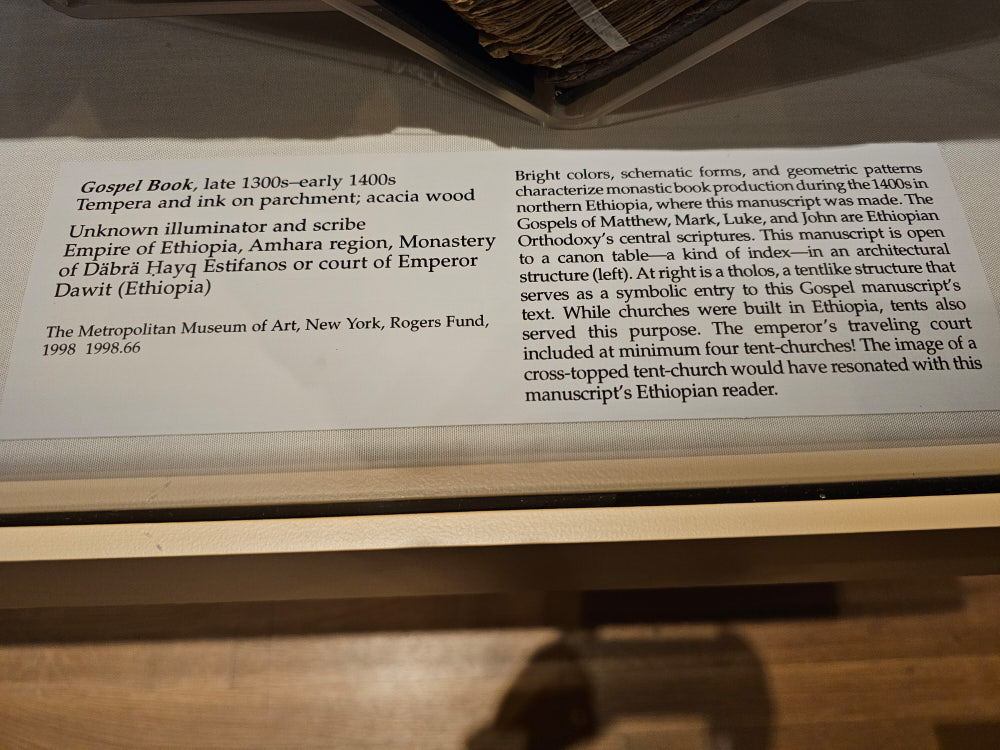 Gospel Book, late 1300s–early 1400s
Tempera and ink on parchment; acacia wood
Unknown illuminator and scribe
Empire of Ethiopia, Amhara region, Monastery
of Däbrä Ḥayq Estifanos or court of Emperor
Dawit (Ethiopia)
The Metropolitan Museum of Art, New York, Rogers Fund,
1998 1998.66
Bright colors, schematic forms, and geometric patterns
characterize monastic book production during the 1400s in
northern Ethiopia, where this manuscript was made. The
Gospels of Matthew, Mark, Luke, and John are Ethiopian
Orthodoxy's central scriptures. This manuscript is open
to a canon table—a kind of index—in an architectural
structure (left). At right is a tholos, a tentlike structure that
serves as a symbolic entry to this Gospel manuscript's
text. While churches were built in Ethiopia, tents also
served this purpose. The emperor's traveling court
included at minimum four tent-churches! The image of a
cross-topped tent-church would have resonated with this
manuscript's Ethiopian reader.